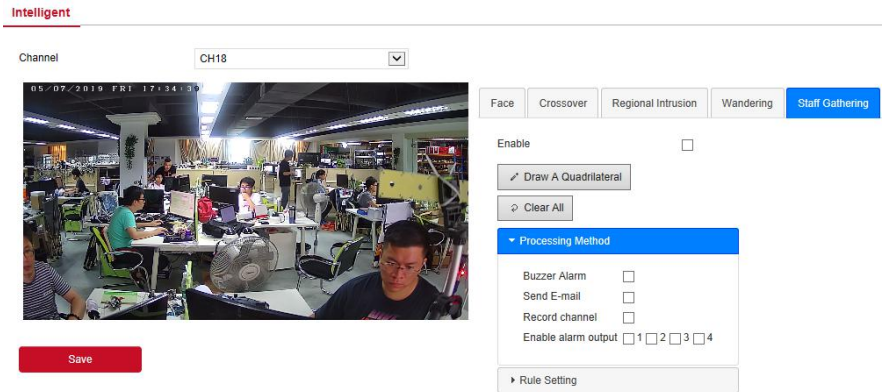 Intelligent
Channel
CH18
05/07/2019 FRI 17:34:3
Face
Crossover
Regional Intrusion
Wandering
Staff Gathering
Enable
Draw A Quadrilateral
Clear All
Processing Method
Buzzer Alarm
Send E-mail
Record channel
Enable alarm output 1 2 3 4
Save
Rule Setting